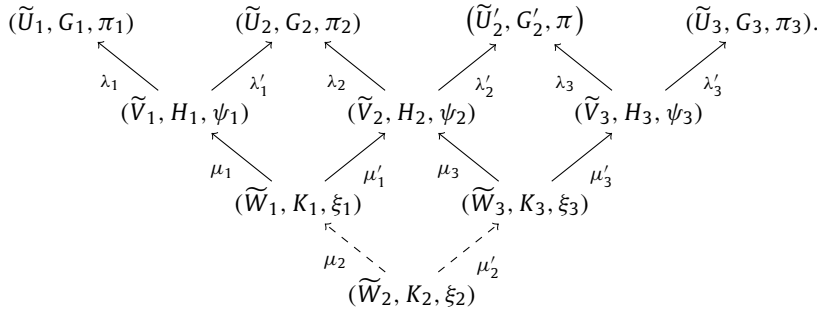 (Ũ₁, G₁, π₁) (Ũ₂, G₂, π₂) (Ũ′₂, G′₂, π) (Ũ₃, G₃, π₃).
λ₁ λ′₁ λ₂ λ′₂ λ₃ λ′₃
(Ṽ₁, H₁, ψ₁) (Ṽ₂, H₂, ψ₂) (Ṽ₃, H₃, ψ₃)
μ₁ μ′₁ μ₃ μ′₃
(W̃₁, K₁, ξ₁) (W̃₃, K₃, ξ₃)
μ₂ μ′₂
(W̃₂, K₂, ξ₂)